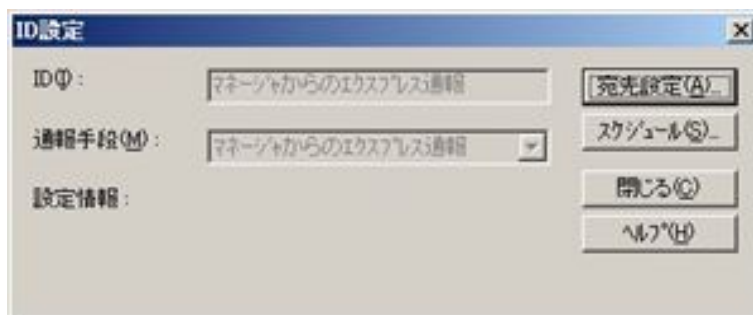 ID設定
ID(I):
マネージャからのエクスプレス通報
宛先設定(A)...
通報手段(M):
マネージャからのエクスプレス通報
スケジュール(S)...
設定情報:
閉じる(C)
ヘルプ(H)